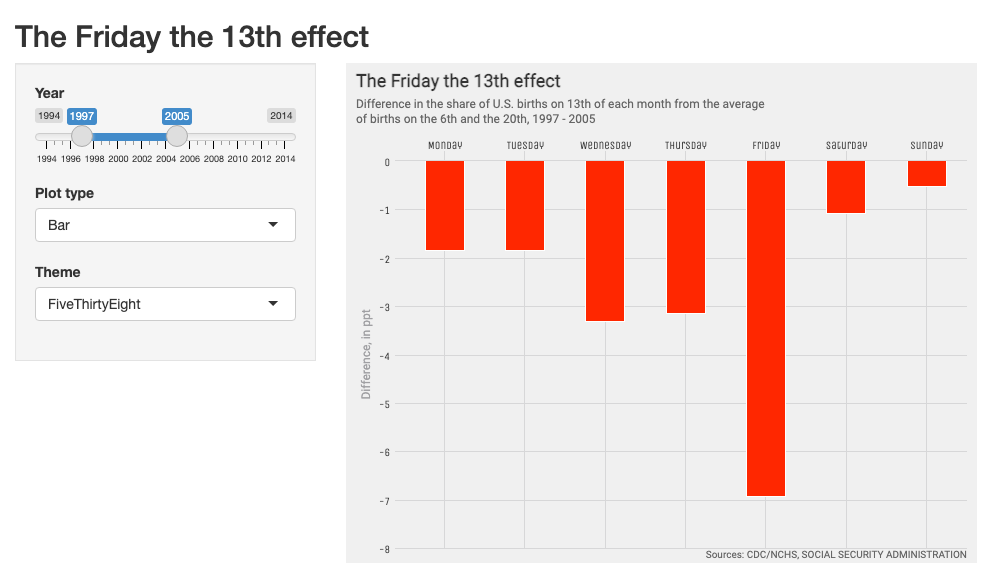 The Friday the 13th effect
Year
1994 1997 2005 2014
1994 1996 1998 2000 2002 2004 2006 2008 2010 2012 2014
Plot type
Bar
Theme
FiveThirtyEight
The Friday the 13th effect
Difference in the share of U.S. births on 13th of each month from the average
of births on the 6th and the 20th, 1997 - 2005
Monday Tuesday Wednesday Thursday Friday Saturday Sunday
0
-1
-2
-3
-4
-5
-6
-7
-8
Difference, in ppt
Sources: CDC/NCHS, SOCIAL SECURITY ADMINISTRATION